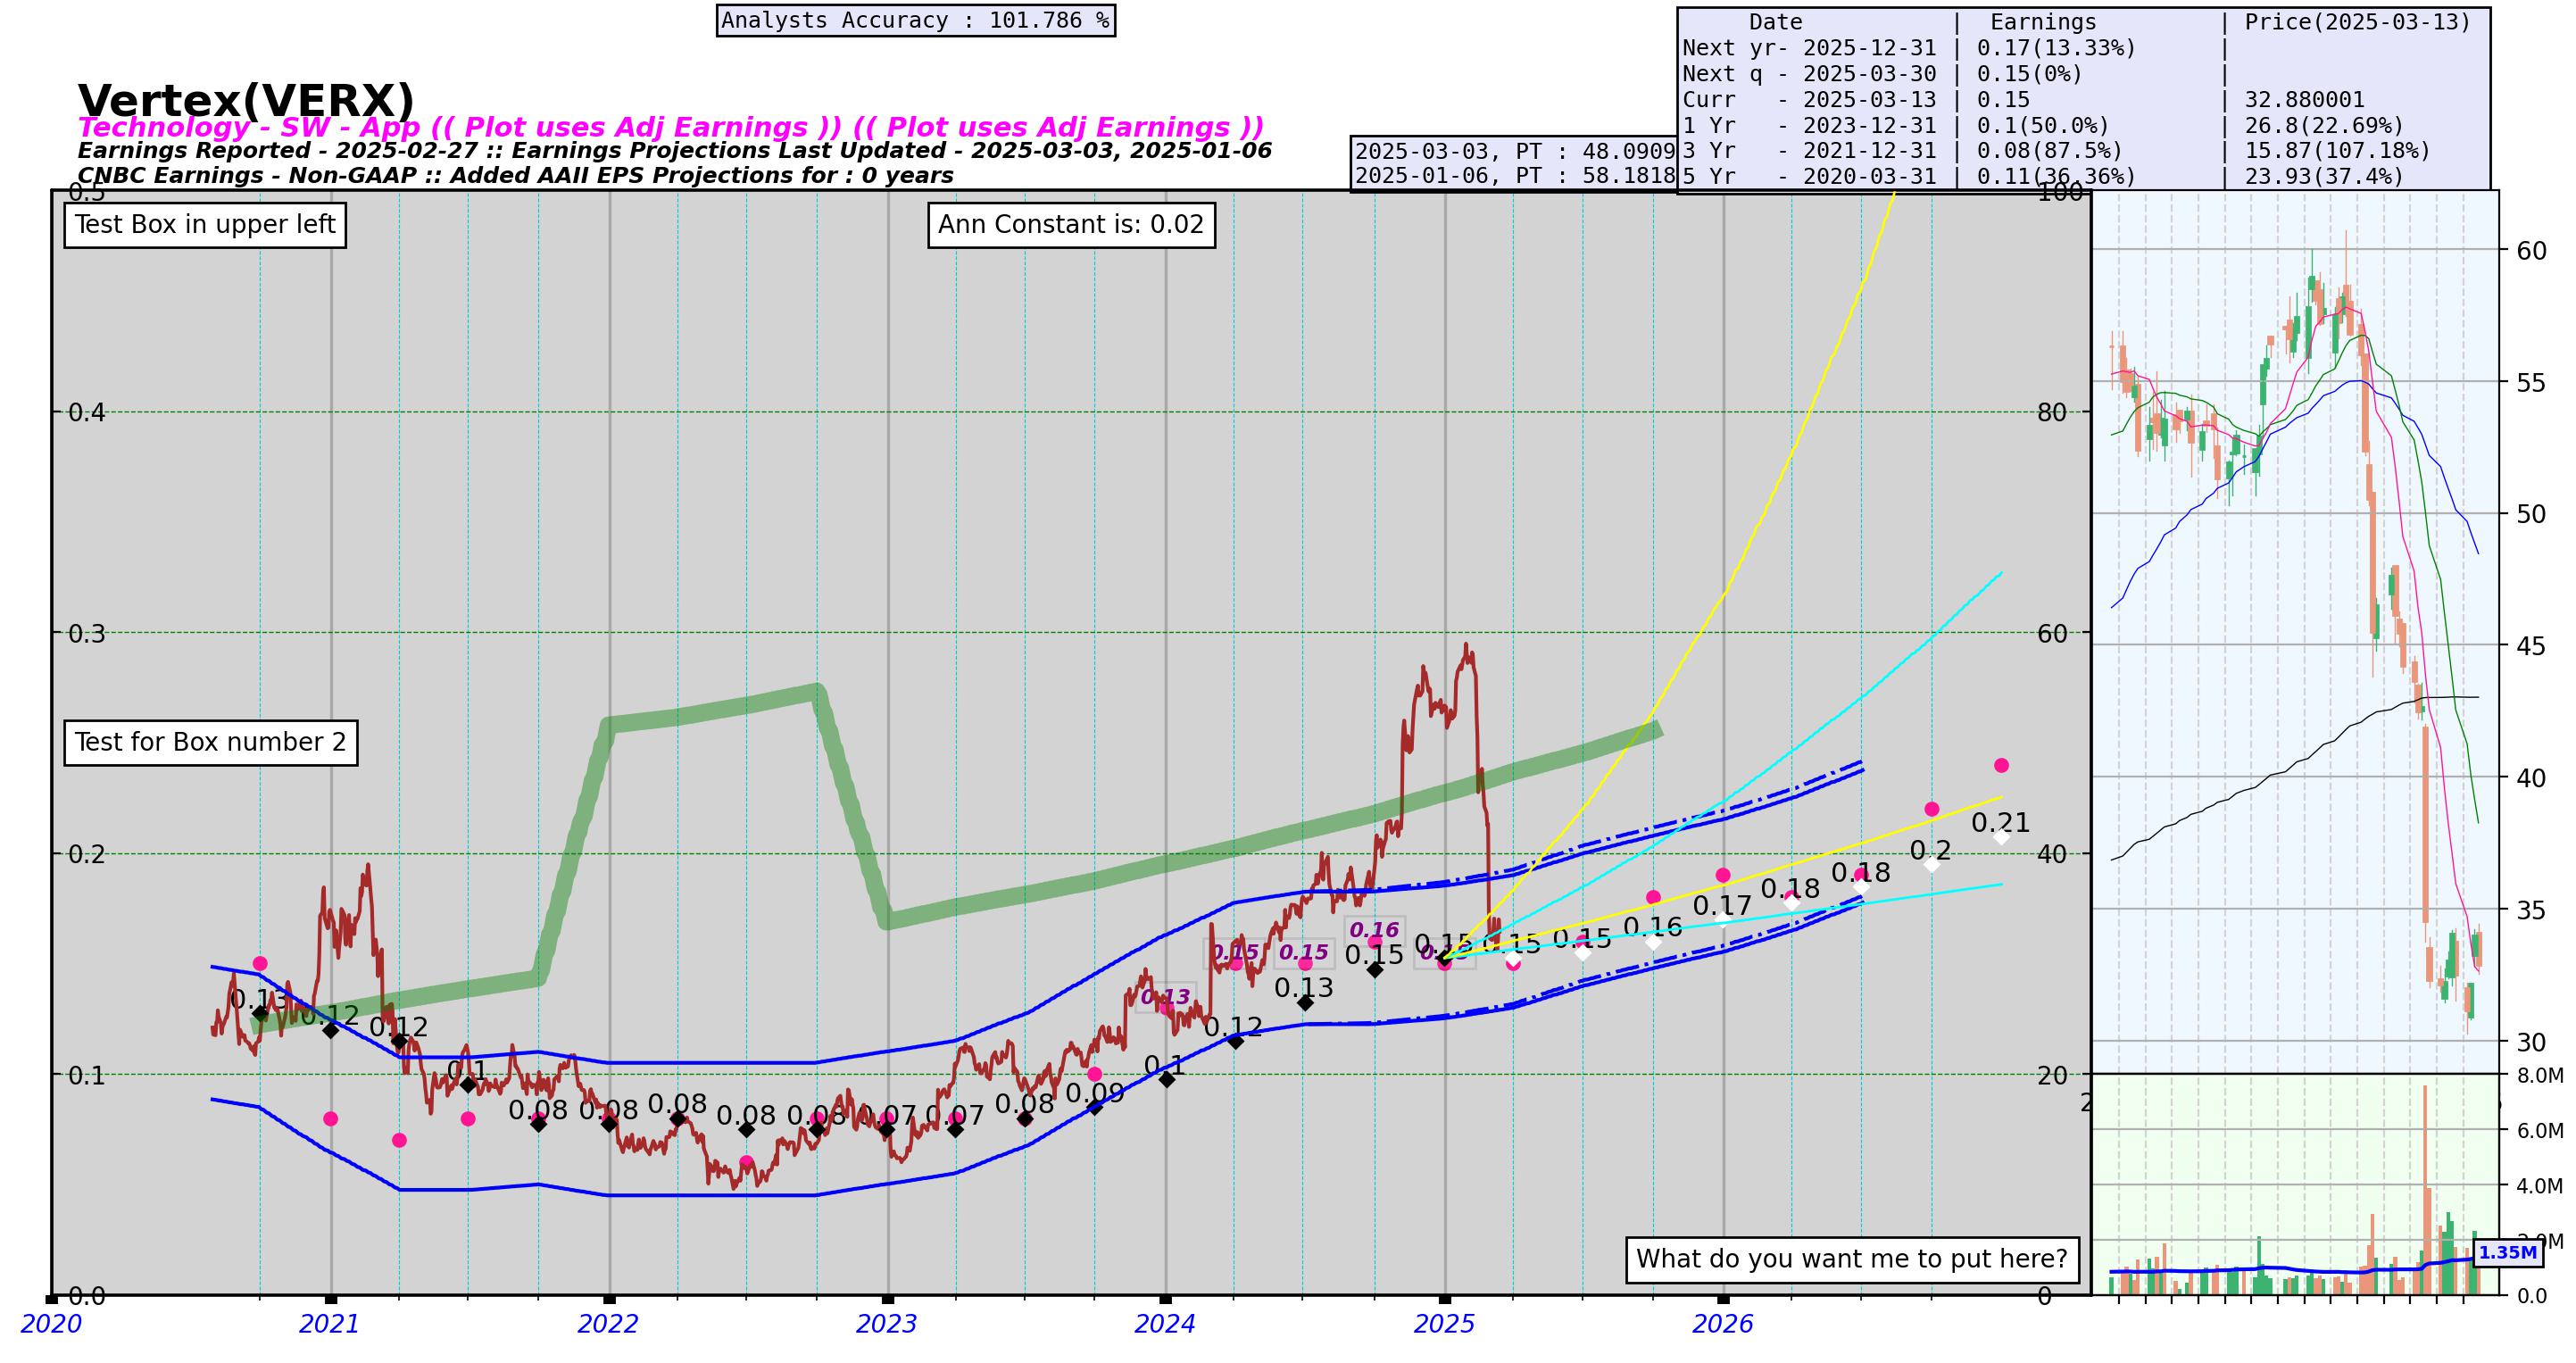 Analysts Accuracy : 101.786 %
Date | Earnings | Price(2025-03-13)
Next yr- 2025-12-31 | 0.17(13.33%) |
Next q - 2025-03-30 | 0.15(0%) |
Curr - 2025-03-13 | 0.15 | 32.880001
1 Yr - 2023-12-31 | 0.1(50.0%) | 26.8(22.69%)
3 Yr - 2021-12-31 | 0.08(87.5%) | 15.87(107.18%)
5 Yr - 2020-03-31 | 0.11(36.36%) | 23.93(37.4%)
Vertex(VERX)
Technology - SW - App (( Plot uses Adj Earnings )) (( Plot uses Adj Earnings ))
Earnings Reported - 2025-02-27 :: Earnings Projections Last Updated - 2025-03-03, 2025-01-06
CNBC Earnings - Non-GAAP :: Added AAII EPS Projections for : 0 years
2025-03-03, PT : 48.0909
2025-01-06, PT : 58.1818
Test Box in upper left
Ann Constant is: 0.02
Test for Box number 2
What do you want me to put here?
0.5
0.4
0.3
0.2
0.1
0.0
100
80
60
40
20
0
0.13
0.12
0.12
0.1
0.08
0.08
0.08
0.08
0.08
0.07
0.07
0.08
0.09
0.1
0.12
0.13
0.15
0.15
0.15
0.15
0.16
0.17
0.18
0.18
0.2
0.21
0.13
0.15
0.15
0.16
60
55
50
45
40
35
30
8.0M
6.0M
4.0M
1.35M
0.0
2020
2021
2022
2023
2024
2025
2026